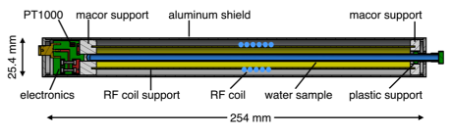 PT1000 macor support aluminum shield macor support
25.4 mm
electronics RF coil support RF coil water sample plastic support
254 mm